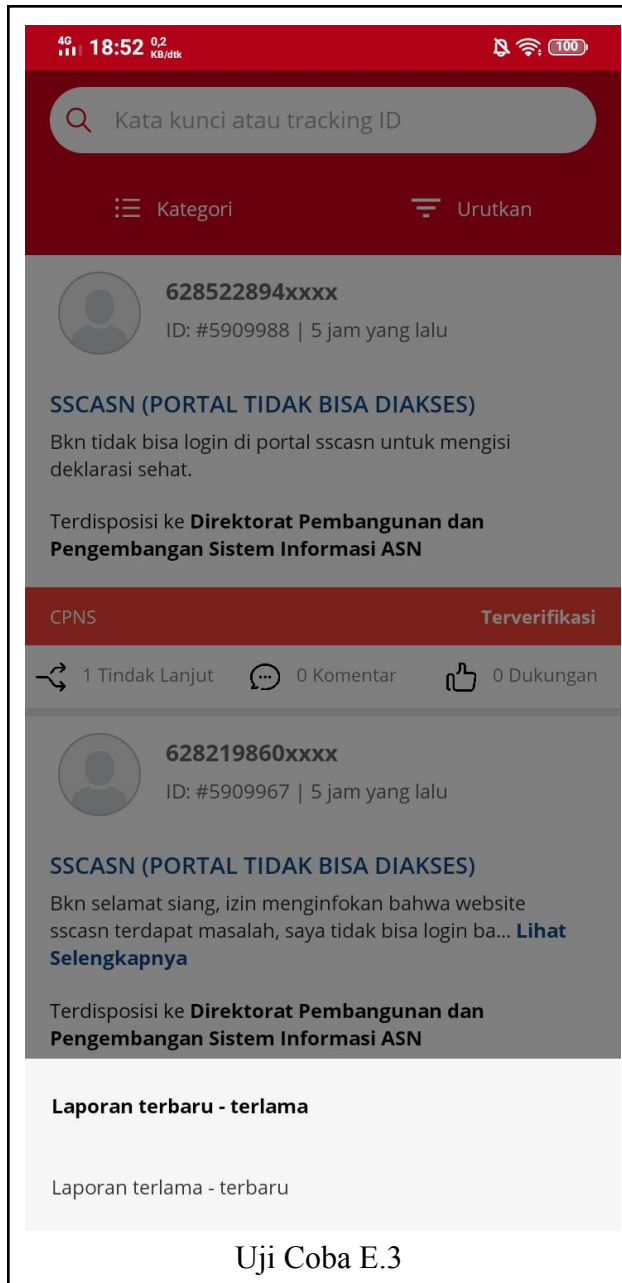 4G 18:52 0,2 KB/dtk 100
Kata kunci atau tracking ID
Kategori Urutkan
628522894xxxx
ID: #5909988 | 5 jam yang lalu
SSCASN (PORTAL TIDAK BISA DIAKSES)
Bkn tidak bisa login di portal sscasn untuk mengisi
deklarasi sehat.
Terdisposisi ke Direktorat Pembangunan dan
Pengembangan Sistem Informasi ASN
CPNS Terverifikasi
1 Tindak Lanjut 0 Komentar 0 Dukungan
628219860xxxx
ID: #5909967 | 5 jam yang lalu
SSCASN (PORTAL TIDAK BISA DIAKSES)
Bkn selamat siang, izin menginfokan bahwa website
sscasn terdapat masalah, saya tidak bisa login ba... Lihat
Selengkapnya
Terdisposisi ke Direktorat Pembangunan dan
Pengembangan Sistem Informasi ASN
Laporan terbaru - terlama
Laporan terlama - terbaru
Uji Coba E.3